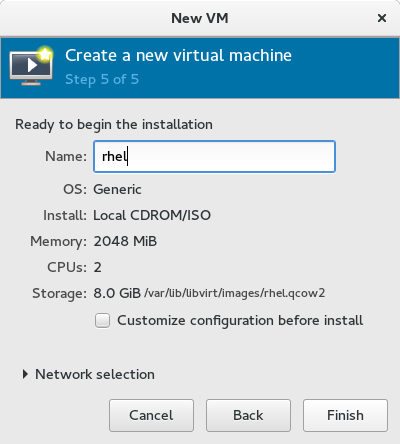 New VM
Create a new virtual machine
Step 5 of 5
Ready to begin the installation
Name: rhel
OS: Generic
Install: Local CDROM/ISO
Memory: 2048 MiB
CPUs: 2
Storage: 8.0 GiB /var/lib/libvirt/images/rhel.qcow2
Customize configuration before install
Network selection
Cancel Back Finish